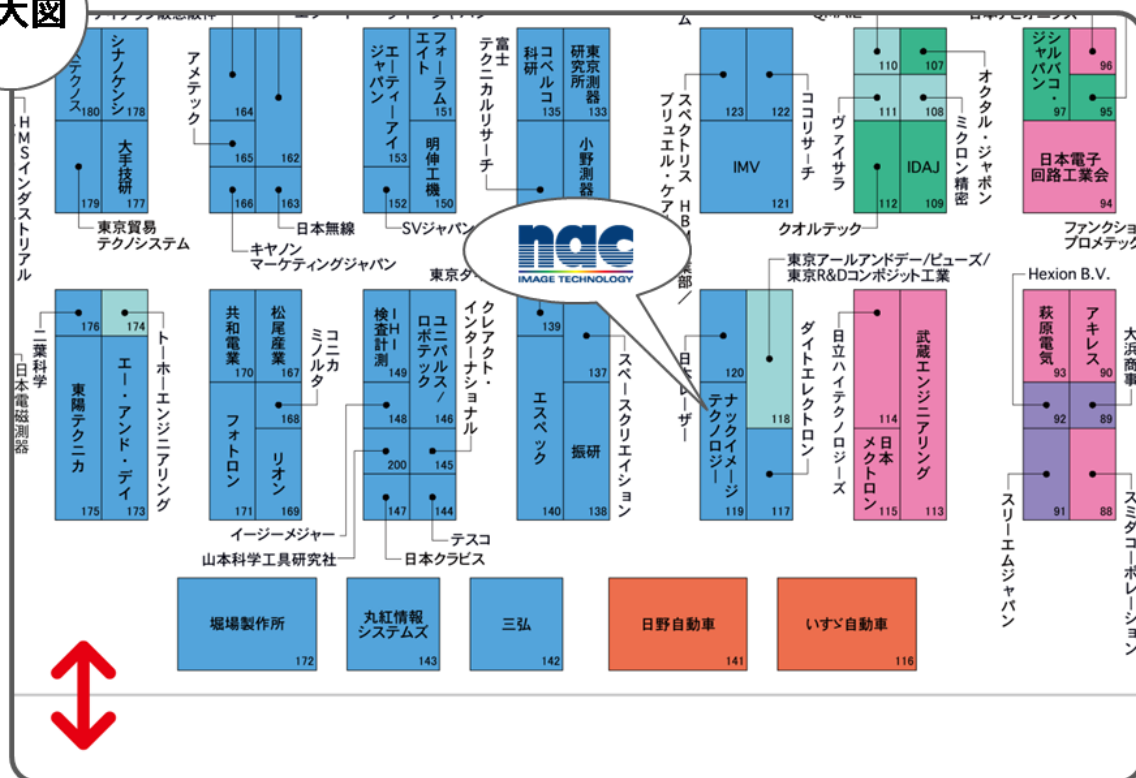 大図
シナノケンシ
178
180
アメテック
164
165
162
166
163
エーティーアイ
ジャパン
153
フォーラム
エイト
151
明伸工機
150
152
富士
テクニカルリサーチ
コベルコ
科研
135
東京測器
研究所
133
小野測器
スペクトリス HBM
ブリュエル・ケアー
123
122
ココリサーチ
IMV
121
110
107
111
108
ヴァイサラ
オクタル・ジャポン
ミクロン精密
112
IDAJ
109
クオルテック
シルバコ・
ジャパン
97
96
95
日本電子
回路工業会
94
HMSインダストリアル
179
大手技研
177
東京貿易
テクノシステム
日本無線
キヤノン
マーケティングジャパン
SVジャパン
nac
IMAGE TECHNOLOGY
業部/
東京アールアンドデー/ピューズ/
東京R&Dコンポジット工業
Hexion B.V.
176
174
二葉科学
日本電磁測器
東陽テクニカ
175
エー・アンド・デイ
173
トーホーエンジニアリング
共和電業
170
松尾産業
167
コニカ
ミノルタ
168
フォトロン
171
リオン
169
IHI
検査計測
149
ユニパルス/
ロボテック
146
クレアクト・
インターナショナル
148
200
145
147
144
イージーメジャー
山本科学工具研究社
テスコ
日本クラビス
139
137
エスペック
140
振研
138
スペースクリエイション
日本レーザー
120
118
ナックイメージ
テクノロジー
119
117
ダイトエレクトロン
日立ハイテクノロジーズ
114
日本
メクトロン
115
武蔵エンジニアリング
113
萩原電気
93
アキレス
90
大浜商事
92
89
91
88
スリーエムジャパン
スミダコーポレーション
堀場製作所
172
丸紅情報
システムズ
143
三弘
142
日野自動車
141
いすゞ自動車
116